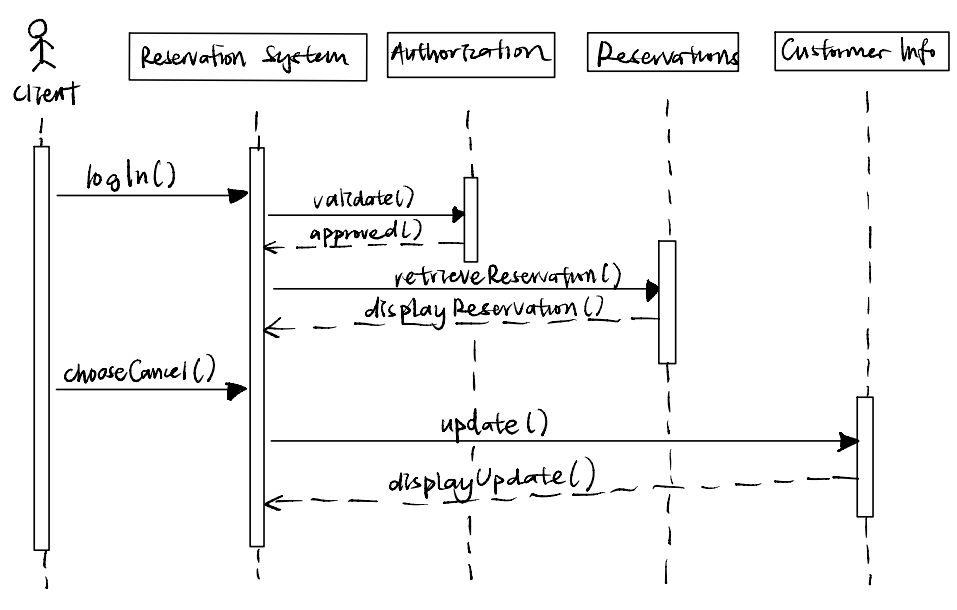 Client
Reservation System
Authorization
Reservations
Customer Info
logIn()
validate()
approved()
retrieveReservation()
displayReservation()
chooseCancel()
update()
displayUpdate()